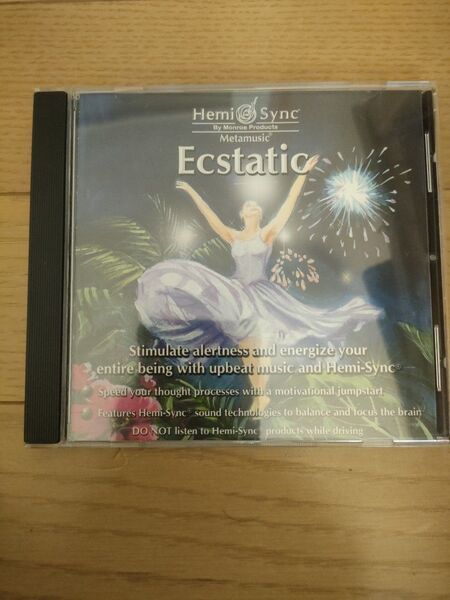 Hemi Sync®
By Monroe Products
Metamusic®
Ecstatic
Stimulate alertness and energize your
entire being with upbeat music and Hemi-Sync®
Speed your thought processes with a motivational jumpstart
Features Hemi-Sync® sound technologies to balance and focus the brain
DO NOT listen to Hemi-Sync® products while driving